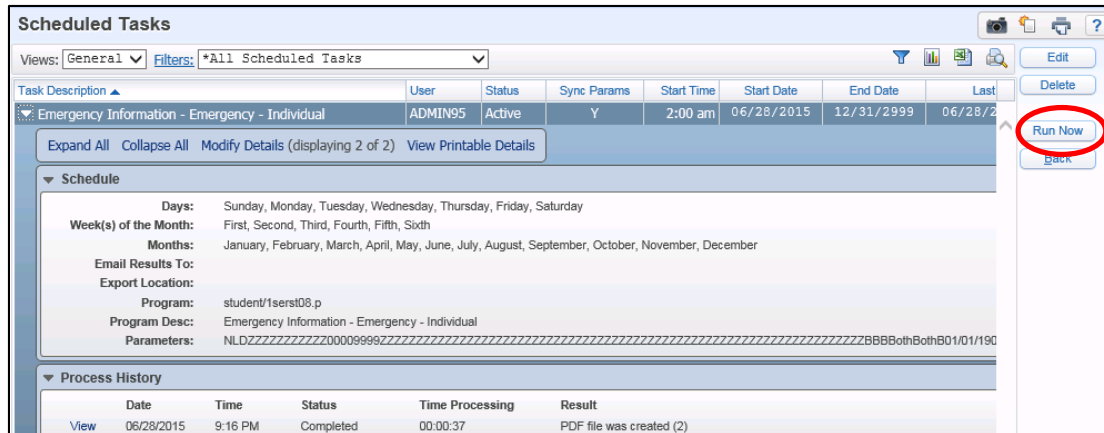 Scheduled Tasks
?
Views: General Filters: *All Scheduled Tasks
Edit
Task Description User Status Sync Params Start Time Start Date End Date Last
Delete
Emergency Information - Emergency - Individual ADMIN95 Active Y 2:00 am 06/28/2015 12/31/2999 06/28/2
Run Now
Expand All Collapse All Modify Details (displaying 2 of 2) View Printable Details
Back
Schedule
Days: Sunday, Monday, Tuesday, Wednesday, Thursday, Friday, Saturday
Week(s) of the Month: First, Second, Third, Fourth, Fifth, Sixth
Months: January, February, March, April, May, June, July, August, September, October, November, December
Email Results To:
Export Location:
Program: student/1serst08.p
Program Desc: Emergency Information - Emergency - Individual
Parameters:
Process History
Date Time Status Time Processing Result
View 06/28/2015 9:16 PM Completed 00:00:37 PDF file was created (2)